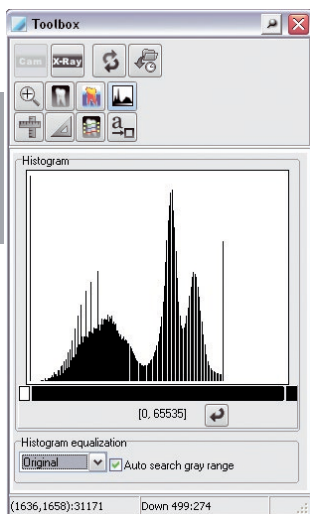 Toolbox
Cam X-Ray
a
Histogram
[0, 65535]
Histogram equalization
Original Auto search gray range
(1636,1658):31171 Down 499:274